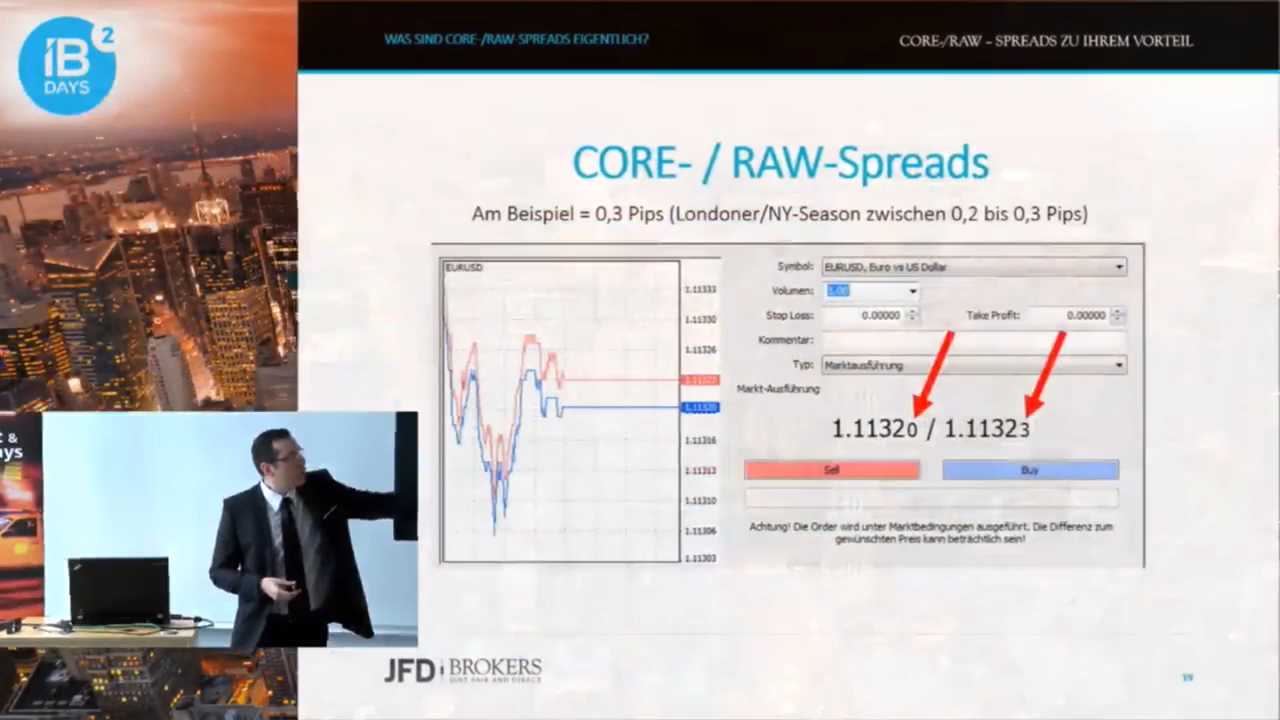 iB²
DAYS
WAS SIND CORE-/RAW-SPREADS EIGENTLICH?
CORE-/RAW – SPREADS ZU IHREM VORTEIL
CORE- / RAW-Spreads
Am Beispiel = 0,3 Pips (Londoner/NY-Season zwischen 0,2 bis 0,3 Pips)
EURUSD
1.11333
1.11330
1.11326
1.11323
1.11320
1.11316
1.11313
1.11310
1.11306
1.11303
Symbol: EURUSD, Euro vs US Dollar
Volumen: 1.00
Stop Loss: 0.00000 Take Profit: 0.00000
Kommentar:
Typ: Marktausführung
Markt-Ausführung
1.11320 / 1.11323
Sell Buy
Achtung! Die Order wird unter Marktbedingungen ausgeführt. Die Differenz zum
gewünschten Preis kann beträchtlich sein!
t &
ays
JFD BROKERS
JUST FAIR AND DIRECT
19